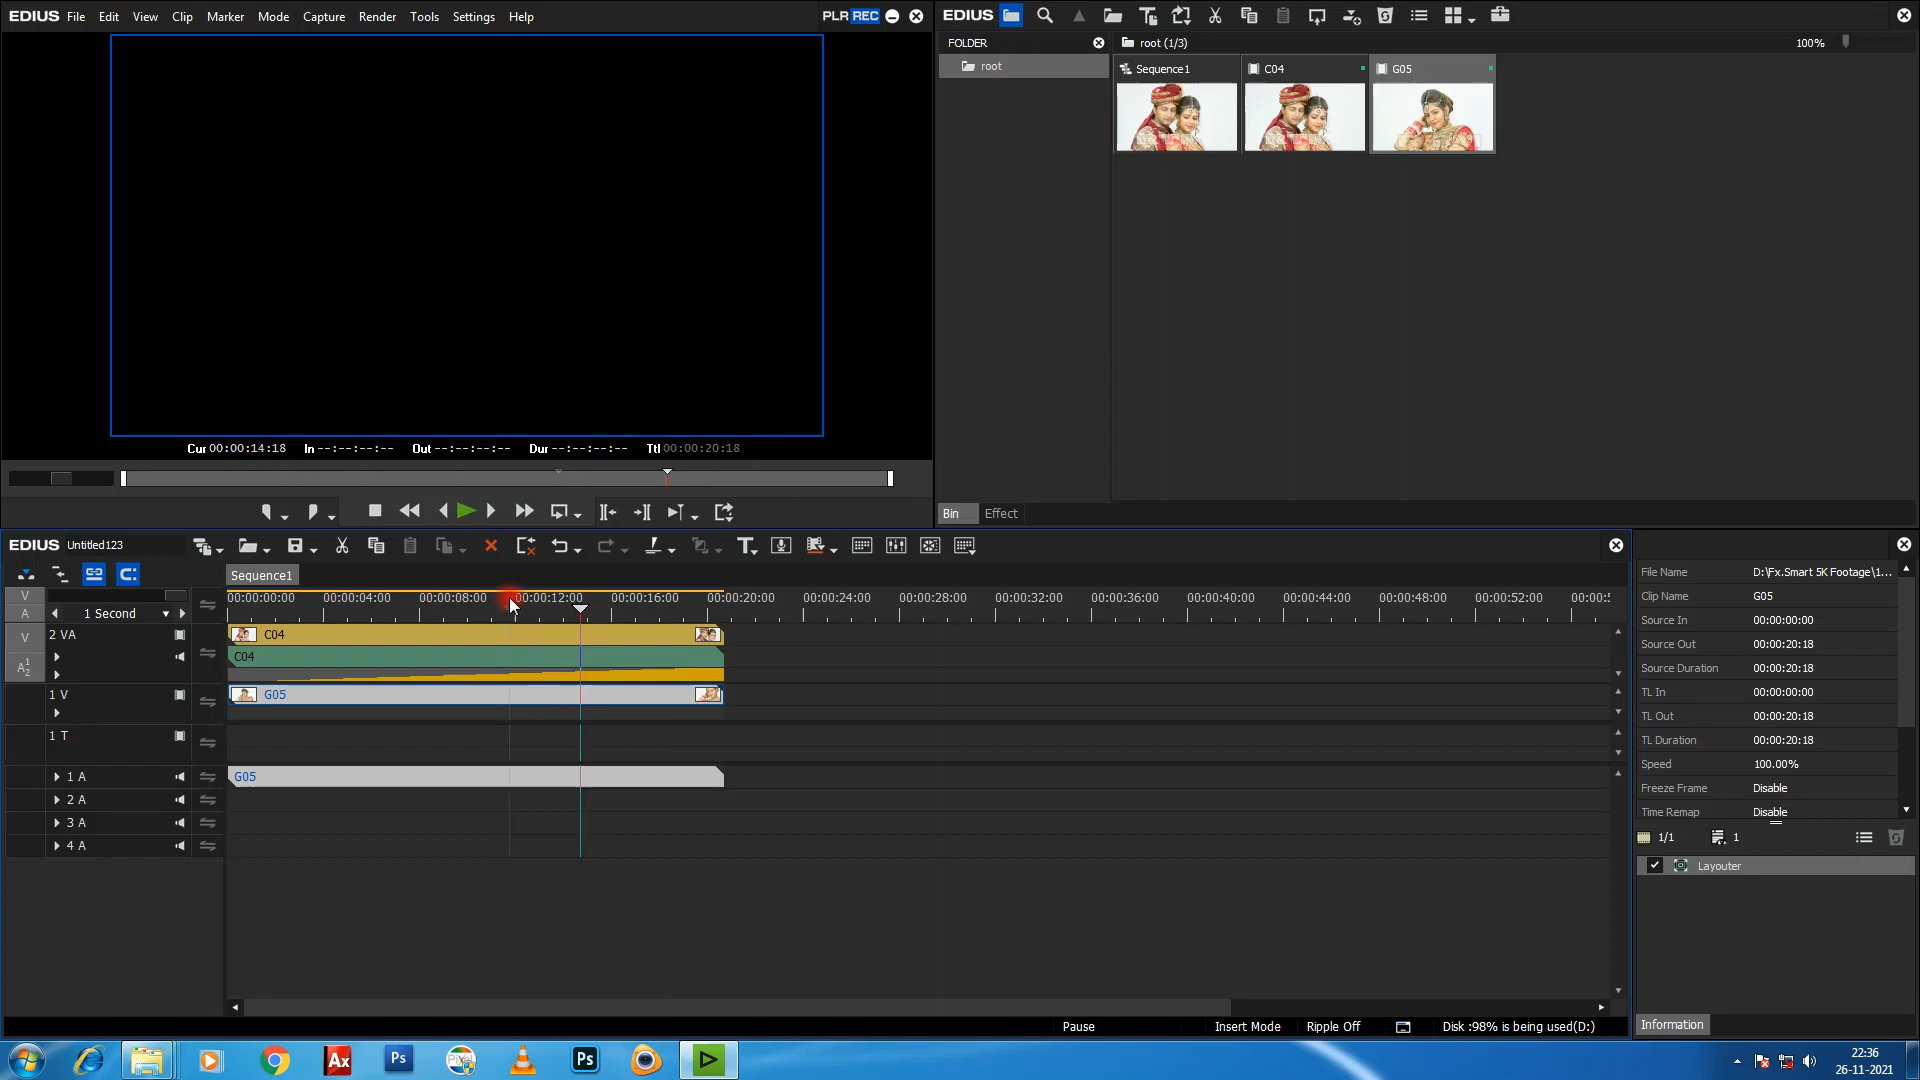 EDIUS File Edit View Clip Marker Mode Capture Render Tools Settings Help PLR REC
EDIUS
FOLDER
root
root (1/3)
100%
Sequence1
C04
G05
Cur 00:00:14:18 In --:--:--:-- Out --:--:--:-- Dur --:--:--:-- Ttl 00:00:20:18
Bin Effect
EDIUS Untitled123
Sequence1
V
A
1 Second
00:00:00:00 00:00:04:00 00:00:08:00 00:00:12:00 00:00:16:00 00:00:20:00 00:00:24:00 00:00:28:00 00:00:32:00 00:00:36:00 00:00:40:00 00:00:44:00 00:00:48:00 00:00:52:00
V 2 VA C04
A12 C04
1 V G05
1 T
1 A G05
2 A
3 A
4 A
File Name D:\Fx.Smart 5K Footage\1...
Clip Name G05
Source In 00:00:00:00
Source Out 00:00:20:18
Source Duration 00:00:20:18
TL In 00:00:00:00
TL Out 00:00:20:18
TL Duration 00:00:20:18
Speed 100.00%
Freeze Frame Disable
Time Remap Disable
1/1 1
Layouter
Information
Pause Insert Mode Ripple Off Disk :98% is being used(D:)
Ax Ps Ps
22:36
26-11-2021